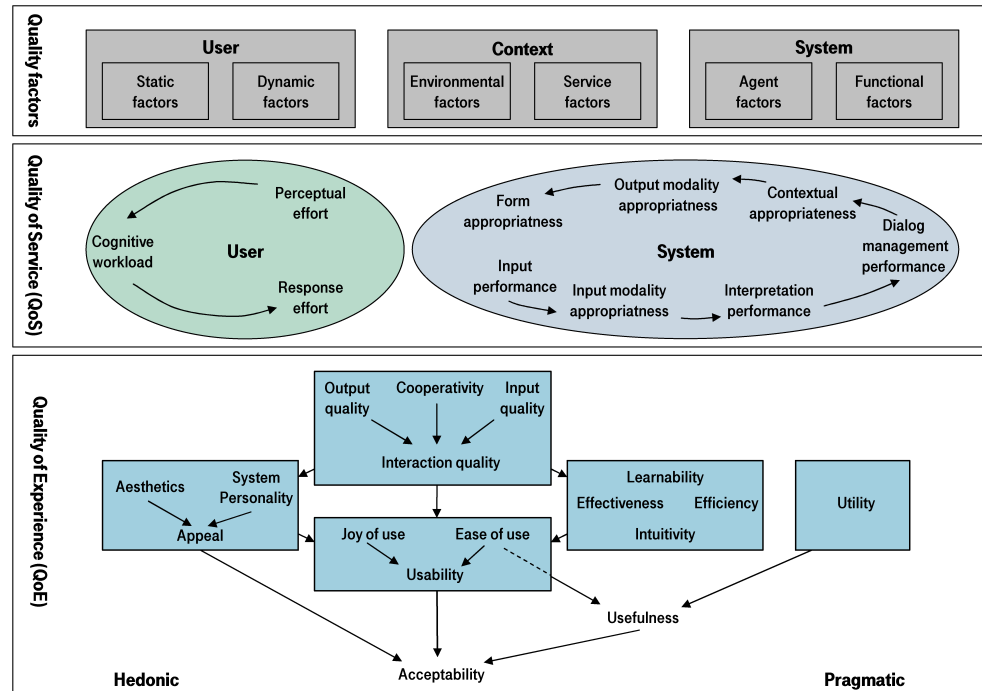 Quality factors
User
Static
factors
Dynamic
factors
Context
Environmental
factors
Service
factors
System
Agent
factors
Functional
factors
Quality of Service (QoS)
Perceptual
effort
Cognitive
workload
User
Response
effort
Form
appropriatness
Output modality
appropriatness
Contextual
appropriateness
Dialog
management
performance
System
Input
performance
Input modality
appropriatness
Interpretation
performance
Quality of Experience (QoE)
Output
quality
Cooperativity
Input
quality
Interaction quality
Aesthetics
System
Personality
Appeal
Learnability
Effectiveness
Efficiency
Intuitivity
Utility
Joy of use
Ease of use
Usability
Usefulness
Acceptability
Hedonic
Pragmatic